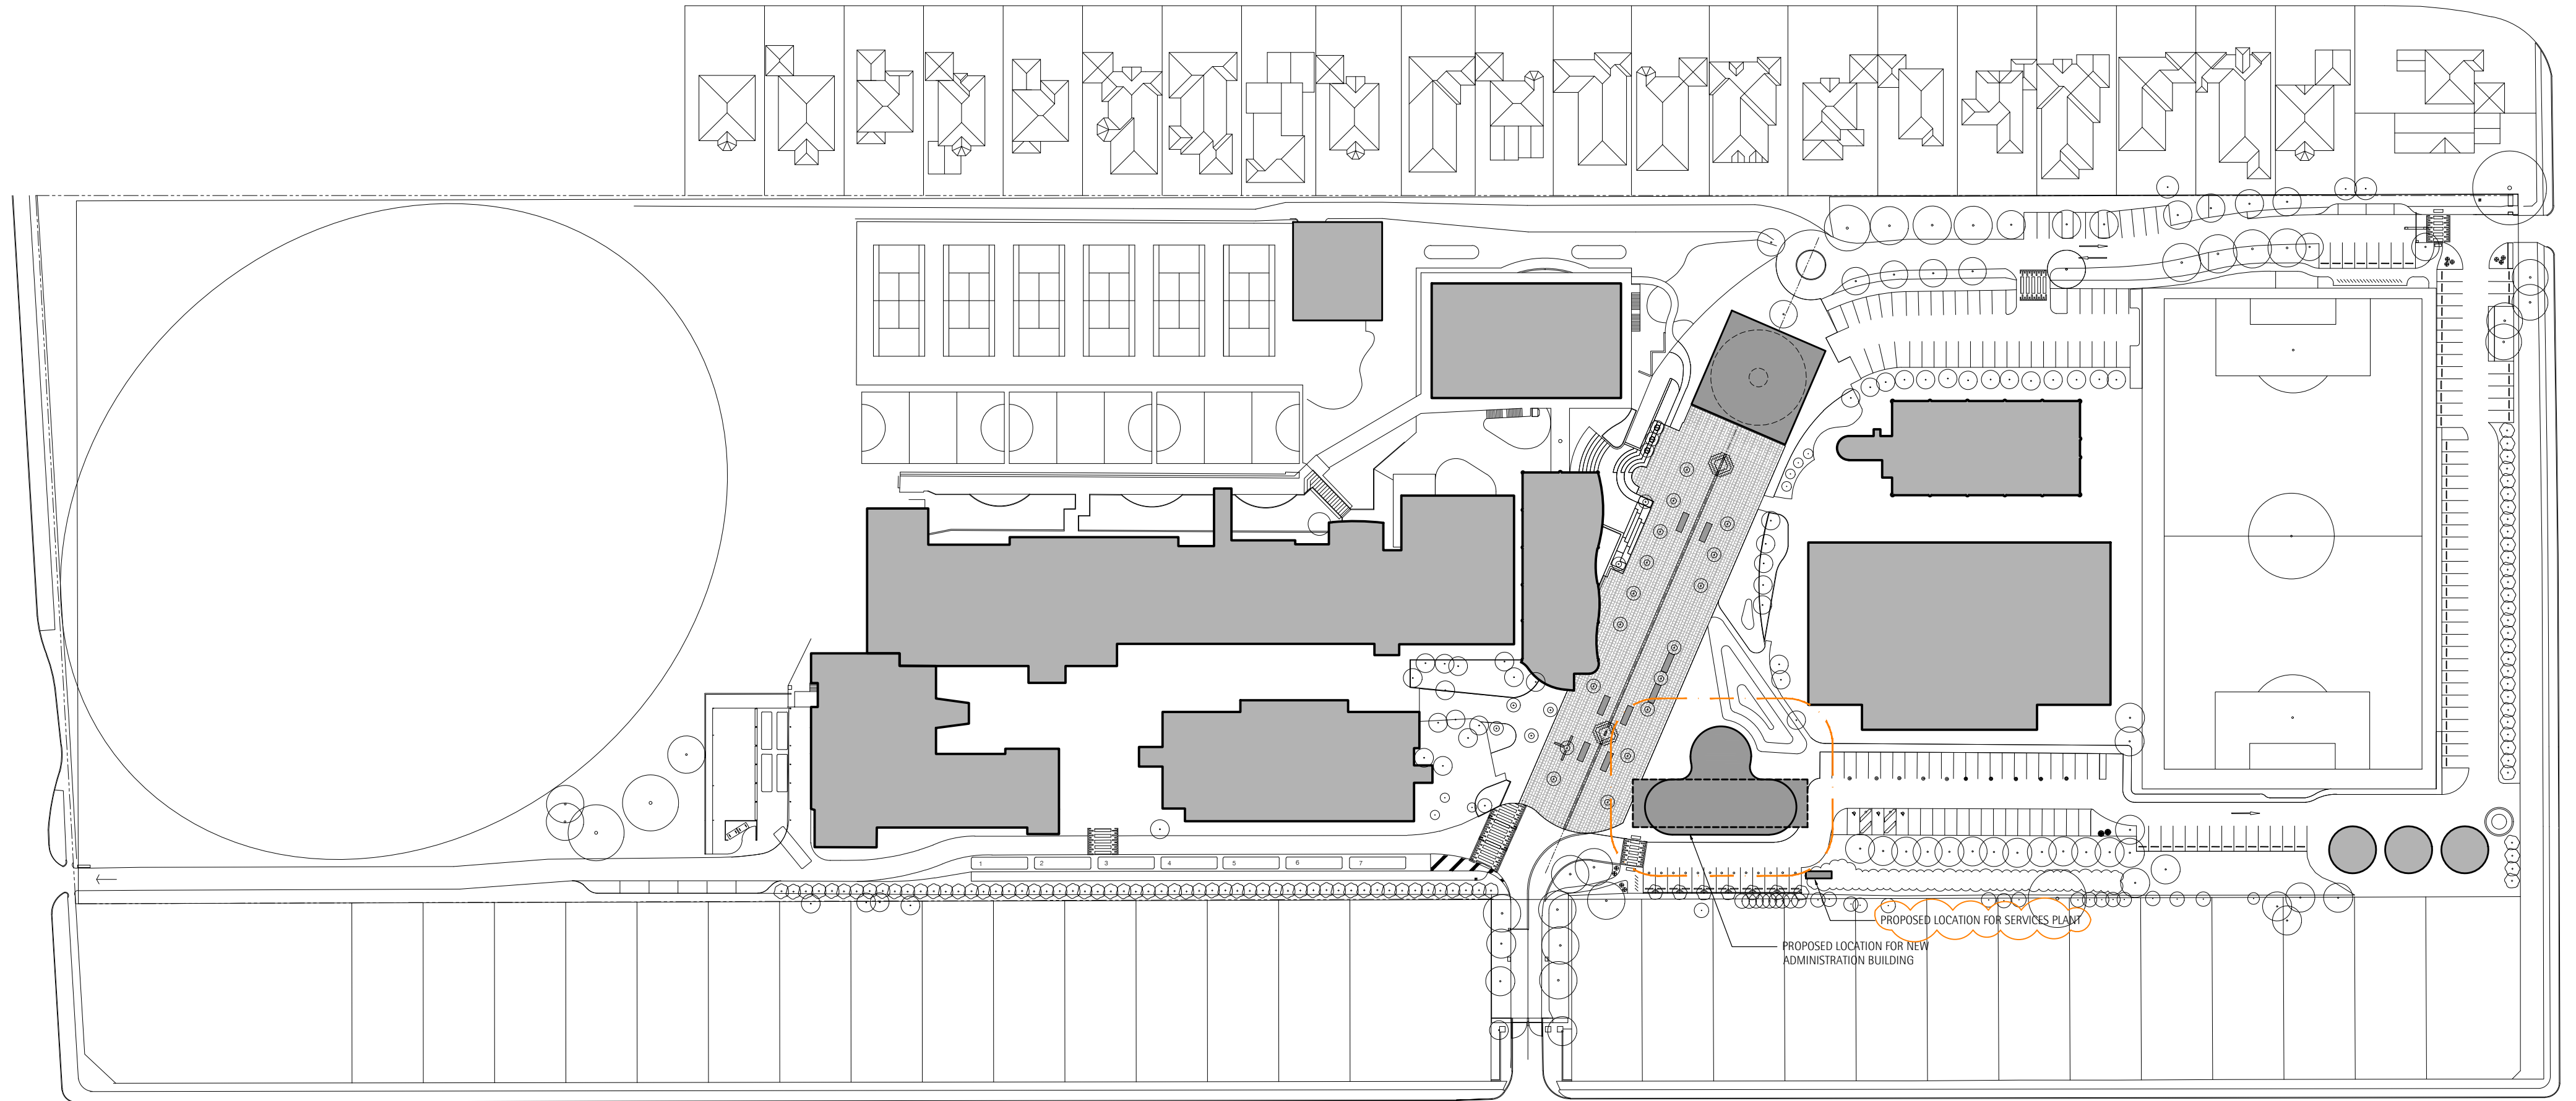 1 2 3 4 5 6 7
PROPOSED LOCATION FOR SERVICES PLANT
PROPOSED LOCATION FOR NEW
ADMINISTRATION BUILDING